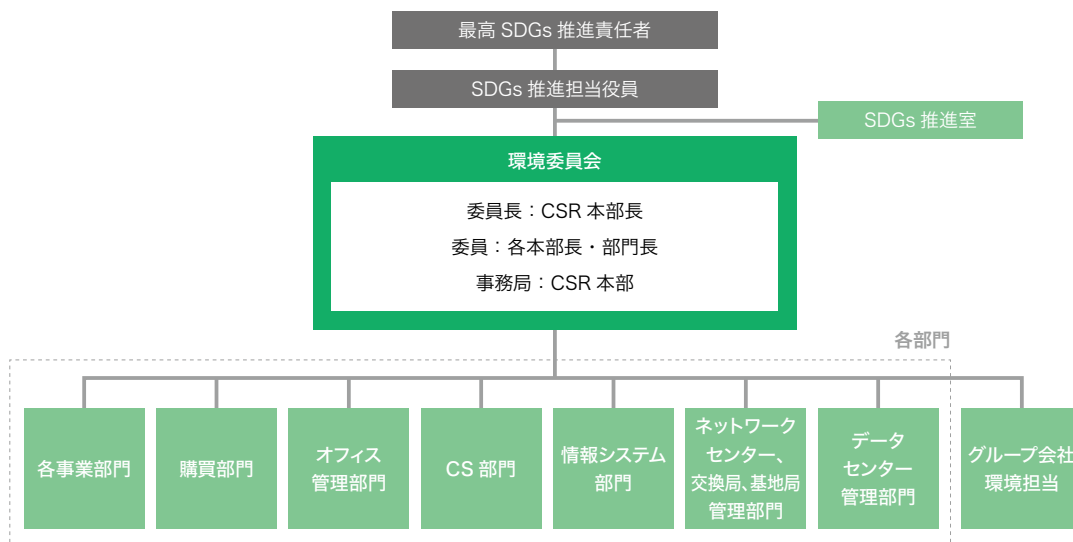 最高 SDGs 推進責任者
SDGs 推進担当役員
SDGs 推進室
環境委員会
委員長：CSR 本部長
委員：各本部長・部門長
事務局：CSR 本部
各部門
各事業部門
購買部門
オフィス
管理部門
CS 部門
情報システム
部門
ネットワーク
センター、
交換局、基地局
管理部門
データ
センター
管理部門
グループ会社
環境担当